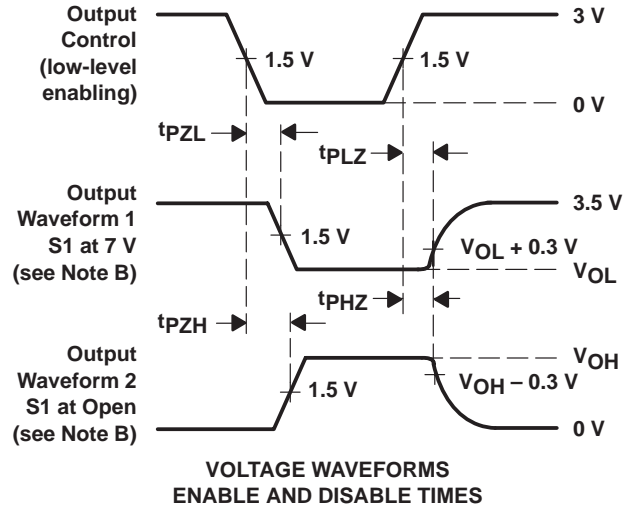 Output
Control
(low-level
enabling)
3 V
1.5 V
1.5 V
0 V
tPZL
tPLZ
Output
Waveform 1
S1 at 7 V
(see Note B)
3.5 V
1.5 V
VOL + 0.3 V
VOL
tPHZ
tPZH
Output
Waveform 2
S1 at Open
(see Note B)
VOH
1.5 V
VOH − 0.3 V
0 V
VOLTAGE WAVEFORMS
ENABLE AND DISABLE TIMES